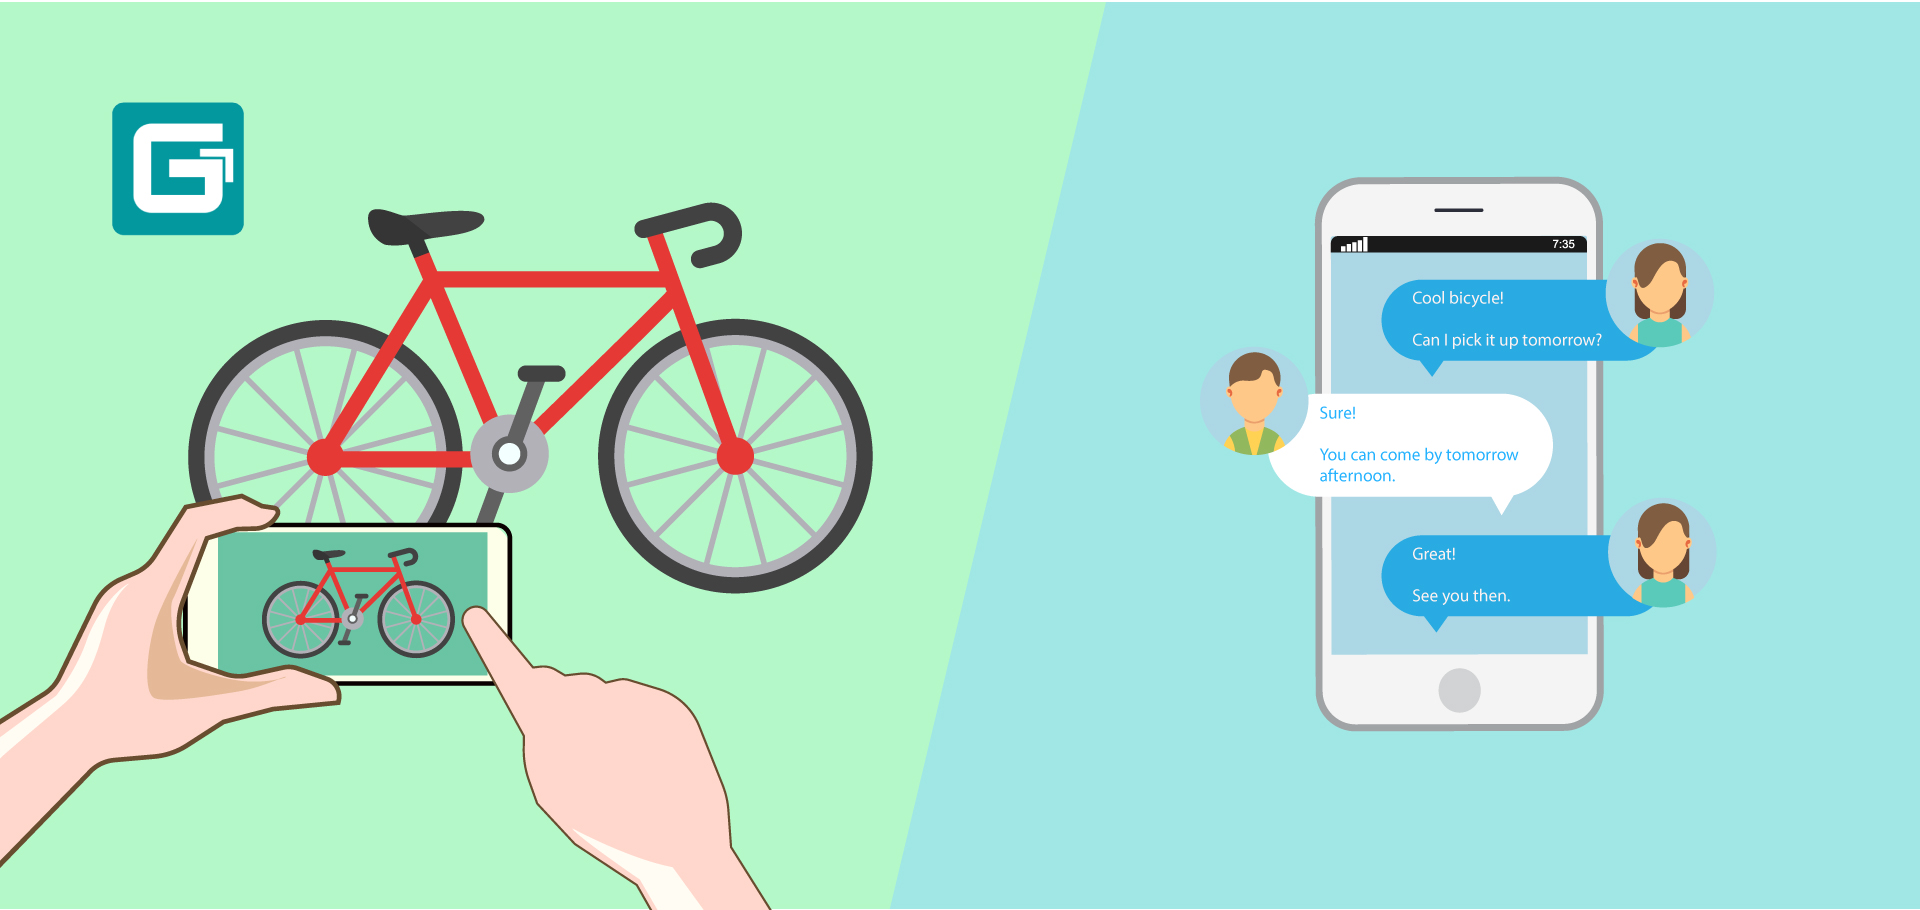 G
7:35
Cool bicycle!
Can I pick it up tomorrow?
Sure!
You can come by tomorrow
afternoon.
Great!
See you then.